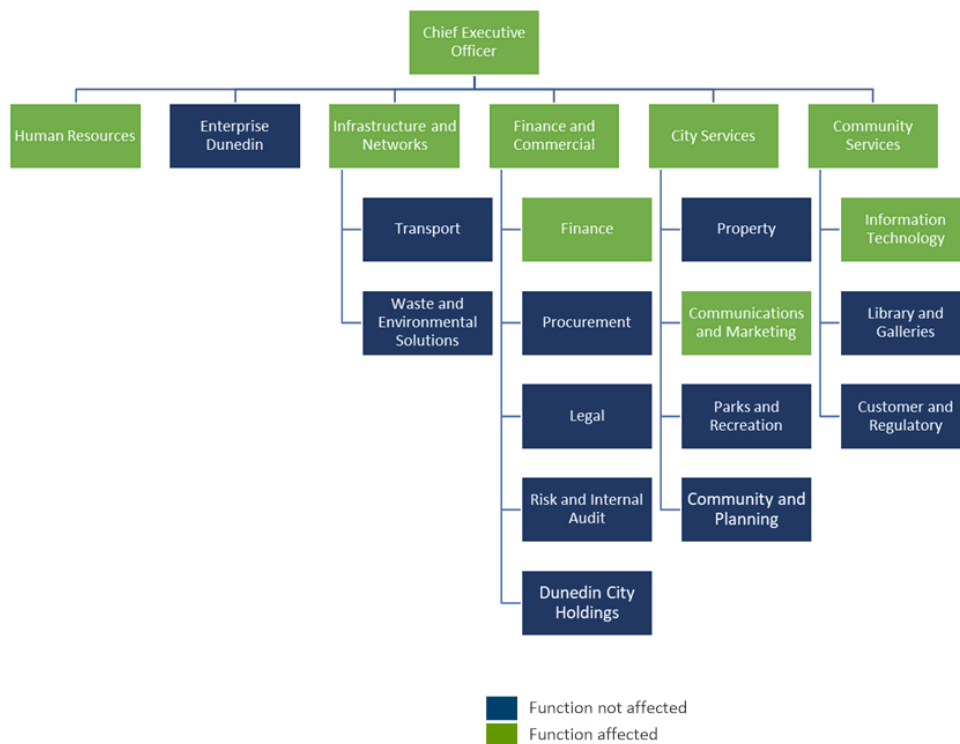 Chief Executive
Officer
Human Resources
Enterprise
Dunedin
Infrastructure and
Networks
Finance and
Commercial
City Services
Community
Services
Transport
Finance
Property
Information
Technology
Waste and
Environmental
Solutions
Procurement
Communications
and Marketing
Library and
Galleries
Legal
Parks and
Recreation
Customer and
Regulatory
Risk and Internal
Audit
Community and
Planning
Dunedin City
Holdings
Function not affected
Function affected